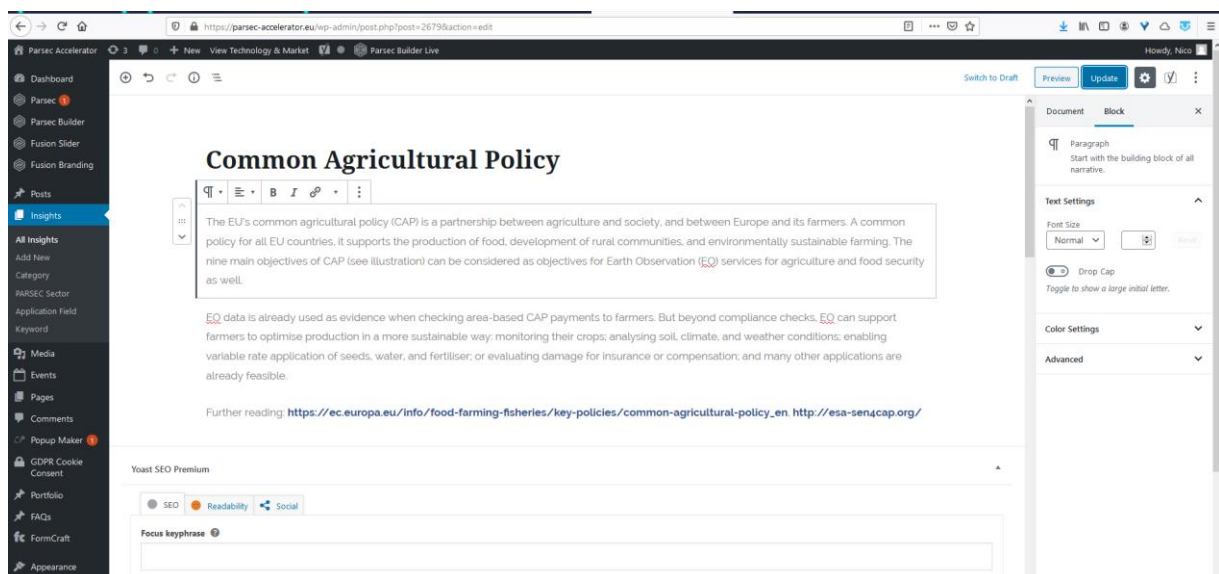 https://parsec-accelerator.eu/wp-admin/post.php?post=2679&action=edit
Parsec Accelerator 3 0 + New View Technology & Market Parsec Builder Live Howdy, Nico
Dashboard
Parsec 1
Parsec Builder
Fusion Slider
Fusion Branding
Posts
Insights
All Insights
Add New
Category
PARSEC Sector
Application Field
Keyword
Media
Events
Pages
Comments
Popup Maker 1
GDPR Cookie
Consent
Portfolio
FAQs
FormCraft
Appearance
Switch to Draft Preview Update
Common Agricultural Policy
B I
The EU's common agricultural policy (CAP) is a partnership between agriculture and society, and between Europe and its farmers. A common
policy for all EU countries, it supports the production of food, development of rural communities, and environmentally sustainable farming. The
nine main objectives of CAP (see illustration) can be considered as objectives for Earth Observation (EO) services for agriculture and food security
as well.
EO data is already used as evidence when checking area-based CAP payments to farmers. But beyond compliance checks, EO can support
farmers to optimise production in a more sustainable way: monitoring their crops; analysing soil, climate, and weather conditions; enabling
variable rate application of seeds, water, and fertiliser; or evaluating damage for insurance or compensation; and many other applications are
already feasible.
Further reading: https://ec.europa.eu/info/food-farming-fisheries/key-policies/common-agricultural-policy_en, http://esa-sen4cap.org/
Yoast SEO Premium
SEO Readability Social
Focus keyphrase
Document Block
Paragraph
Start with the building block of all
narrative.
Text Settings
Font Size
Normal Reset
Drop Cap
Toggle to show a large initial letter.
Color Settings
Advanced